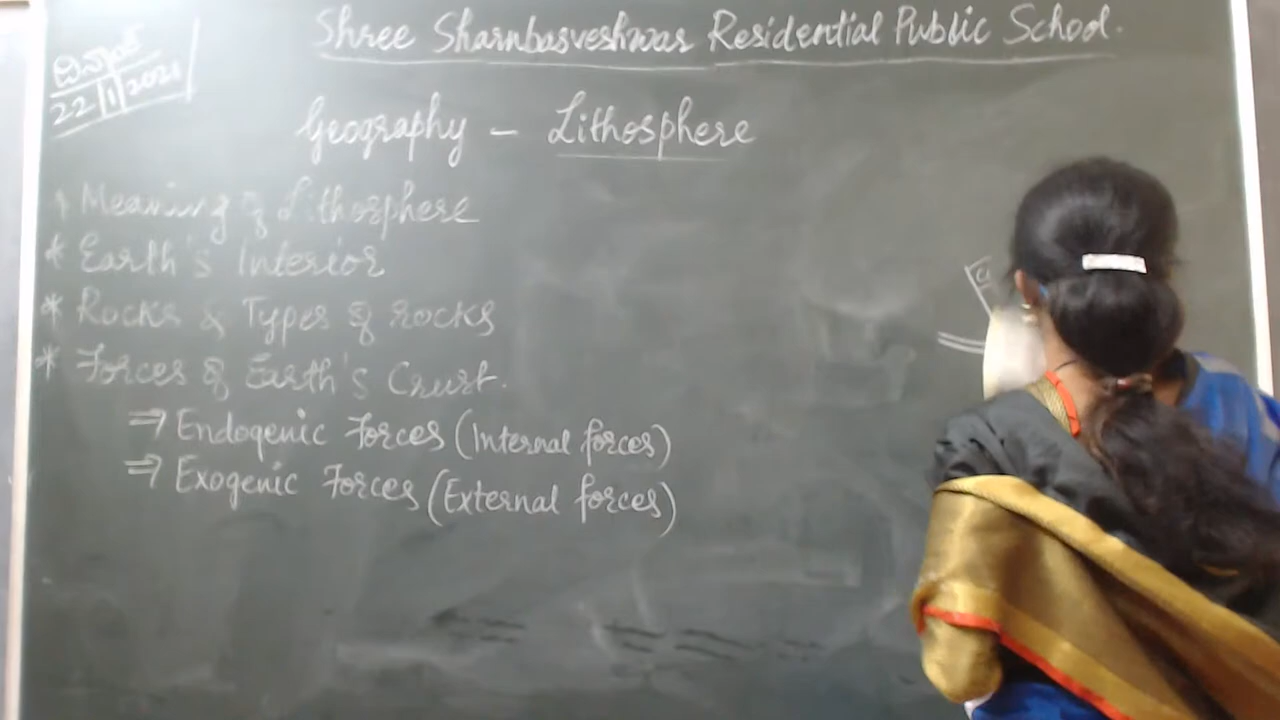 Shree Sharnbasveshwar Residential Public School.
ದಿನಾಂಕ
22/1/2021
Geography – Lithosphere
* Meaning of Lithosphere
* Earth's Interior
* Rocks & Types of rocks
* Forces of Earth's Crust.
⇒ Endogenic Forces (Internal forces)
⇒ Exogenic Forces (External forces)